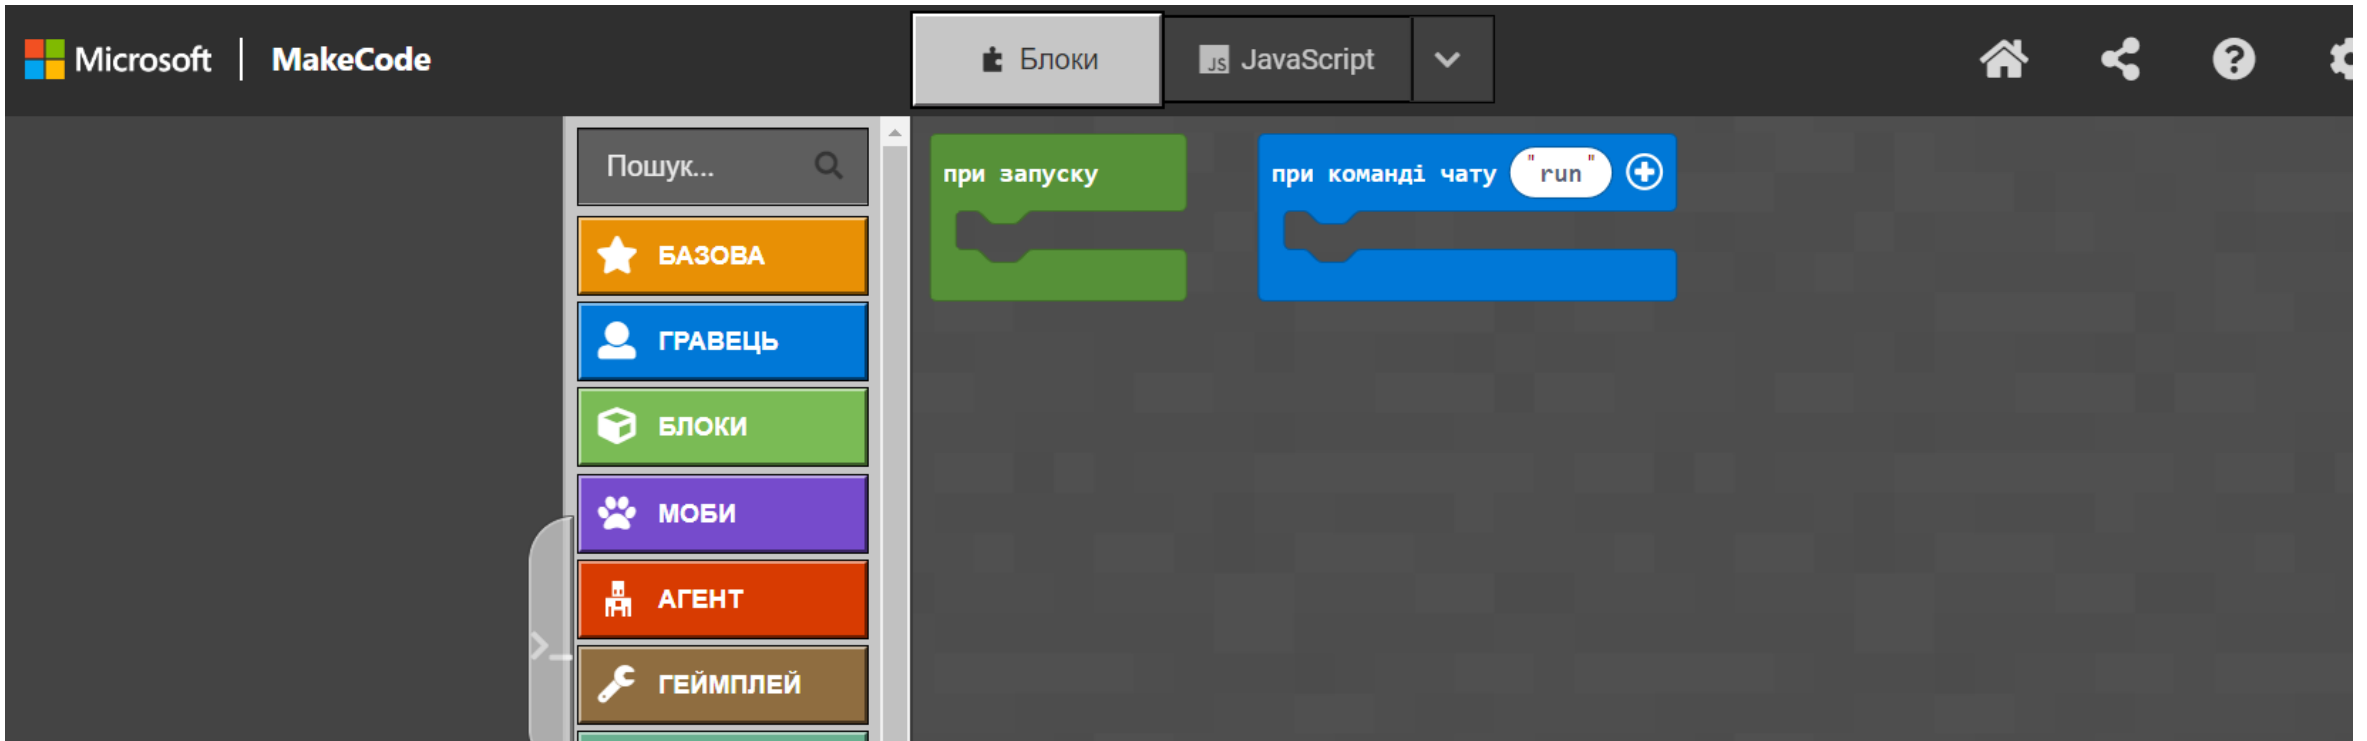 Microsoft | MakeCode
Блоки
JS JavaScript
Пошук...
БАЗОВА
ГРАВЕЦЬ
БЛОКИ
МОБИ
АГЕНТ
ГЕЙМПЛЕЙ
при запуску
при команді чату "run"